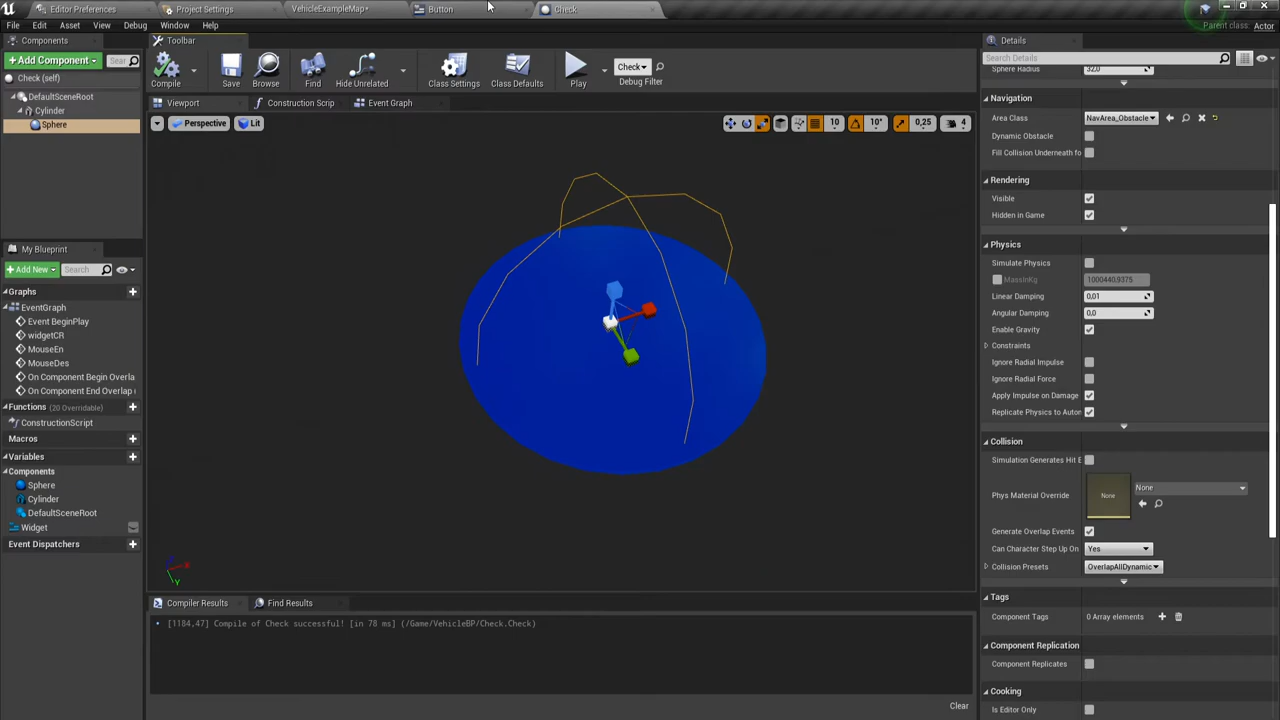 Editor Preferences
Project Settings
VehicleExampleMap*
Button
Check
File Edit Asset View Debug Window Help
Parent class: Actor
Components
Toolbar
Details
+ Add Component
Sear
Search Details
Check (self)
Compile
Save
Browse
Find
Hide Unrelated
Class Settings
Class Defaults
Play
Check
Debug Filter
Sphere Radius 32,0
DefaultSceneRoot
Cylinder
Sphere
Viewport
Construction Scrip
Event Graph
Perspective
Lit
10
10°
0,25
4
Navigation
Area Class NavArea_Obstacle
Dynamic Obstacle
Fill Collision Underneath fo
Rendering
Visible
Hidden in Game
Physics
Simulate Physics
MassInKg 1000440,9375
Linear Damping 0,01
Angular Damping 0,0
Enable Gravity
Constraints
Ignore Radial Impulse
Ignore Radial Force
Apply Impulse on Damage
Replicate Physics to Auton
Collision
Simulation Generates Hit E
Phys Material Override None None
Generate Overlap Events
Can Character Step Up On Yes
Collision Presets OverlapAllDynamic
Tags
Component Tags 0 Array elements
Component Replication
Component Replicates
Cooking
Is Editor Only
My Blueprint
+ Add New
Search
Graphs
EventGraph
Event BeginPlay
widgetCR
MouseEn
MouseDes
On Component Begin Overla
On Component End Overlap
Functions (20 Overridable)
ConstructionScript
Macros
Variables
Components
Sphere
Cylinder
DefaultSceneRoot
Widget
Event Dispatchers
X
Y
Compiler Results
Find Results
[1184,47] Compile of Check successful! [in 78 ms] (/Game/VehicleBP/Check.Check)
Clear